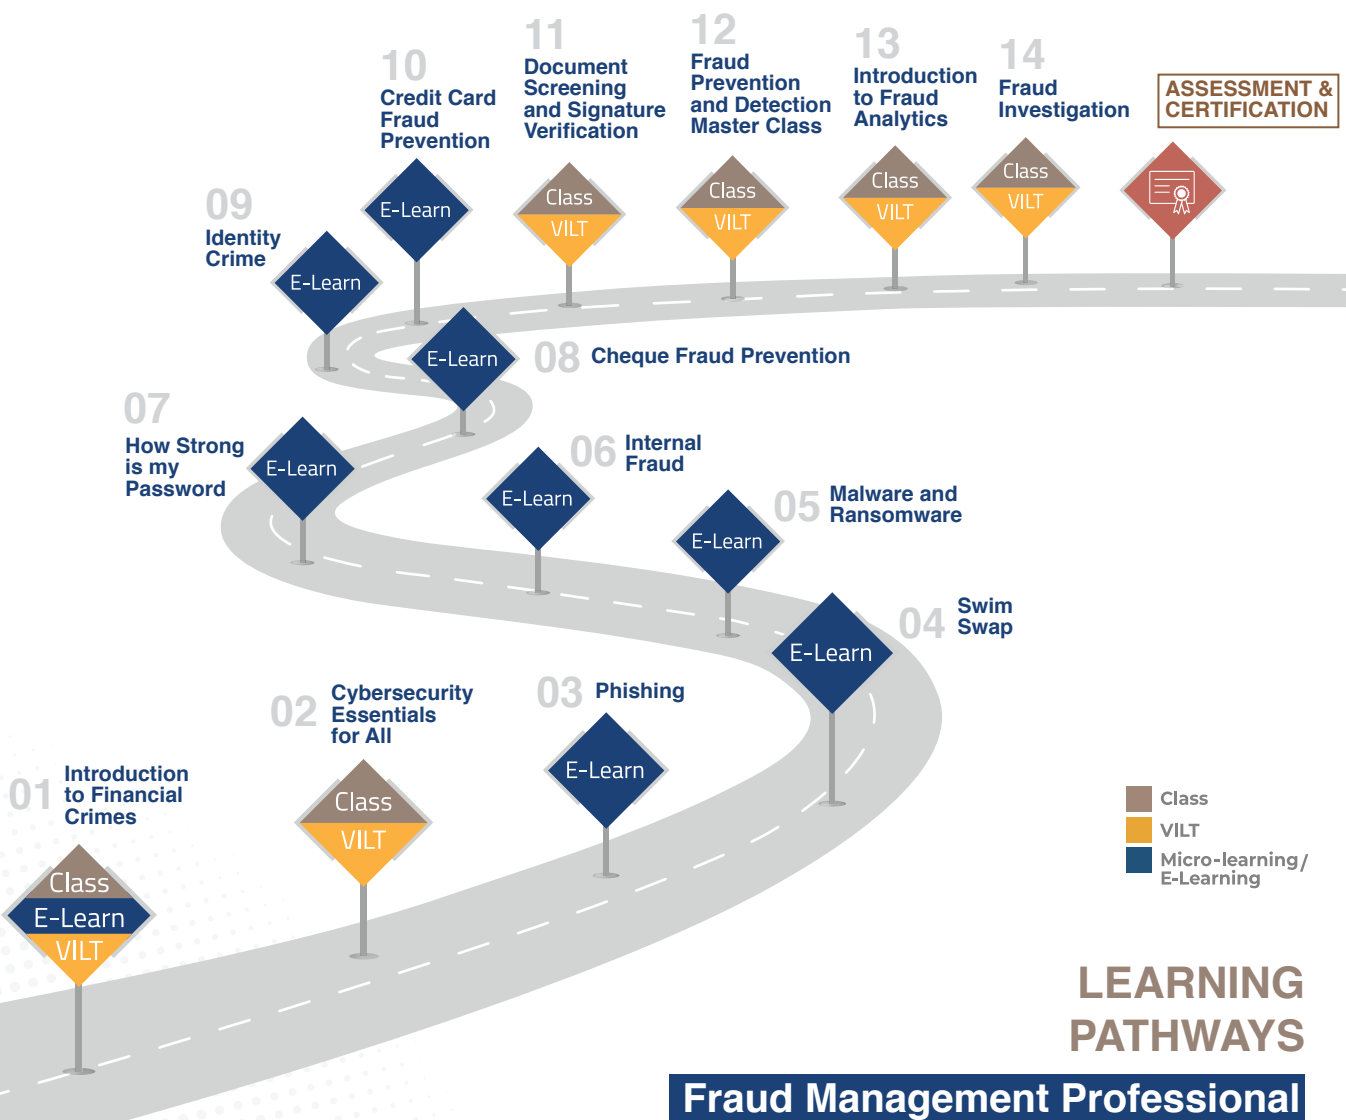 01
Introduction
to Financial
Crimes
Class
E-Learn
VILT
02
Cybersecurity
Essentials
for All
Class
VILT
03
Phishing
E-Learn
04
Swim
Swap
E-Learn
05
Malware and
Ransomware
E-Learn
06
Internal
Fraud
E-Learn
07
How Strong
is my
Password
E-Learn
08
Cheque Fraud Prevention
E-Learn
09
Identity
Crime
E-Learn
10
Credit Card
Fraud
Prevention
E-Learn
11
Document
Screening
and Signature
Verification
Class
VILT
12
Fraud
Prevention
and Detection
Master Class
Class
VILT
13
Introduction
to Fraud
Analytics
Class
VILT
14
Fraud
Investigation
Class
VILT
ASSESSMENT &
CERTIFICATION
Class
VILT
Micro-learning/
E-Learning
LEARNING
PATHWAYS
Fraud Management Professional